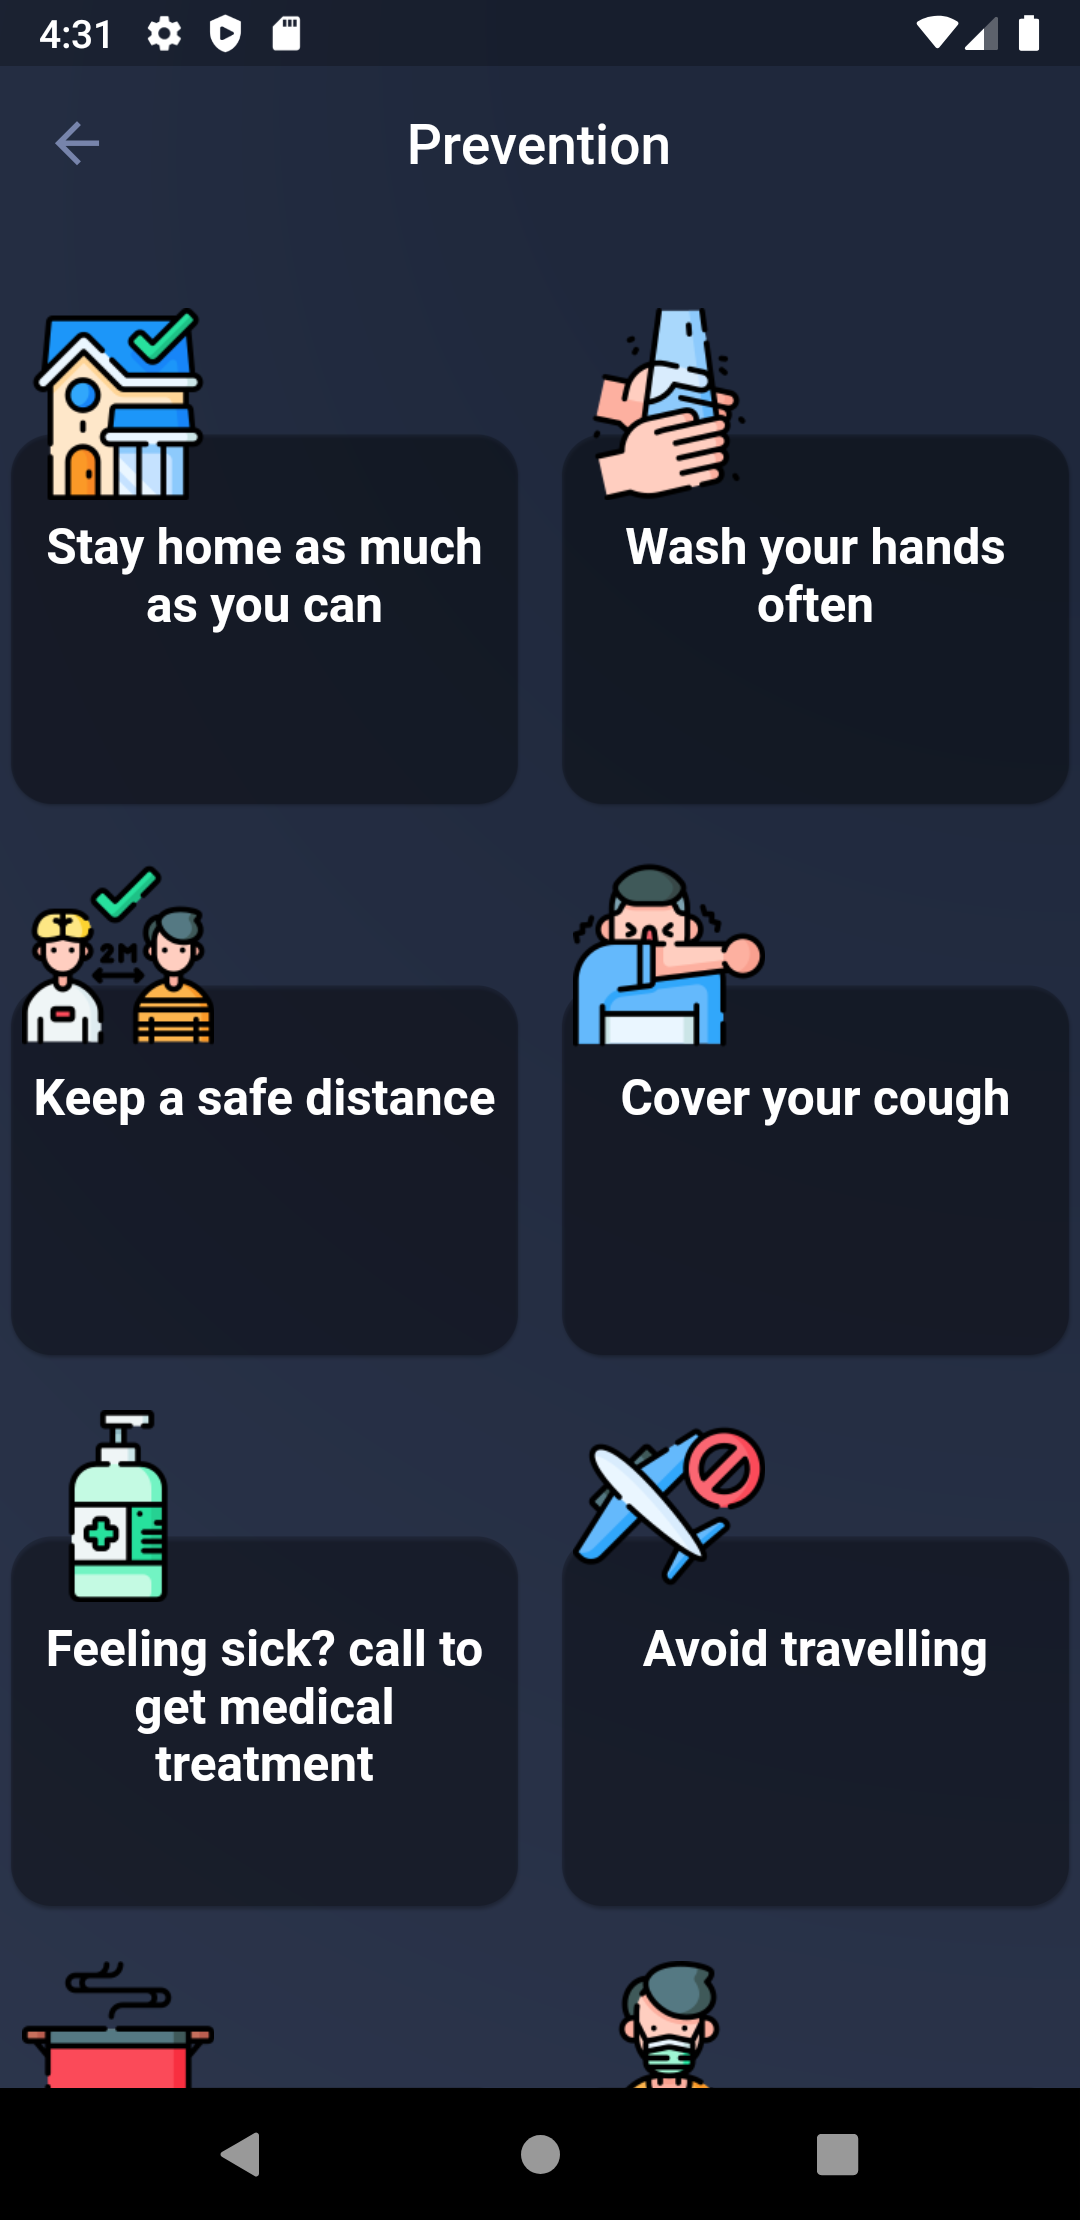 4:31
Prevention
Stay home as much
as you can
Wash your hands
often
2M
Keep a safe distance
Cover your cough
Feeling sick? call to
get medical
treatment
Avoid travelling